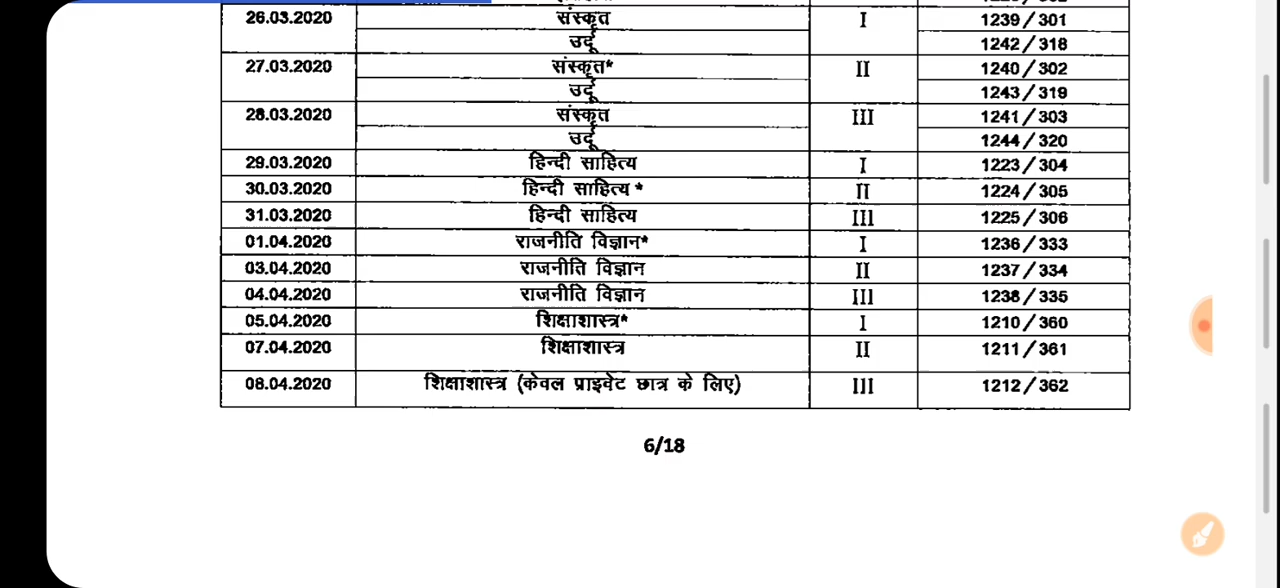 26.03.2020 संस्कृत I 1239/301
उर्दू 1242/318
27.03.2020 संस्कृत* II 1240/302
उर्दू 1243/319
28.03.2020 संस्कृत III 1241/303
उर्दू 1244/320
29.03.2020 हिन्दी साहित्य I 1223/304
30.03.2020 हिन्दी साहित्य * II 1224/305
31.03.2020 हिन्दी साहित्य III 1225/306
01.04.2020 राजनीति विज्ञान* I 1236/333
03.04.2020 राजनीति विज्ञान II 1237/334
04.04.2020 राजनीति विज्ञान III 1238/335
05.04.2020 शिक्षाशास्त्र* I 1210/360
07.04.2020 शिक्षाशास्त्र II 1211/361
08.04.2020 शिक्षाशास्त्र (केवल प्राइवेट छात्र के लिए) III 1212/362
6/18